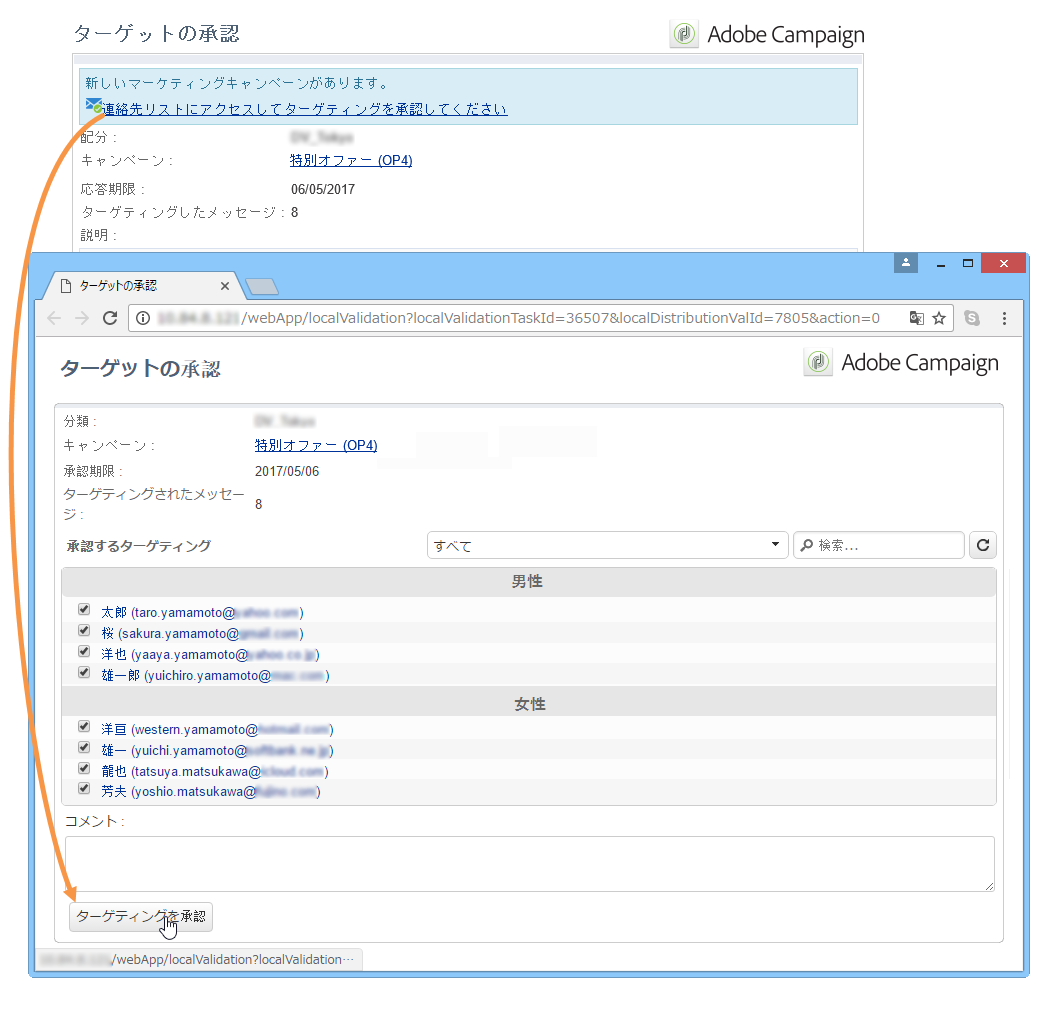 ターゲットの承認
Adobe Campaign
新しいマーケティングキャンペーンがあります。
連絡先リストにアクセスしてターゲティングを承認してください
配分 :
キャンペーン : 特別オファー (OP4)
応答期限 : 06/05/2017
ターゲティングしたメッセージ : 8
説明 :
ターゲットの承認
/webApp/localValidation?localValidationTaskId=36507&localDistributionValId=7805&action=0
ターゲットの承認
Adobe Campaign
分類 :
キャンペーン : 特別オファー (OP4)
承認期限 : 2017/05/06
ターゲティングされたメッセー
ジ : 8
承認するターゲティング すべて 検索...
男性
太郎 (taro.yamamoto@
桜 (sakura.yamamoto@
洋也 (yaaya.yamamoto@
雄一郎 (yuichiro.yamamoto@
女性
洋亘 (western.yamamoto@
雄一 (yuichi.yamamoto@
龍也 (tatsuya.matsukawa@
芳夫 (yoshio.matsukawa@
コメント :
ターゲティングを承認
/webApp/localValidation?localValidation…